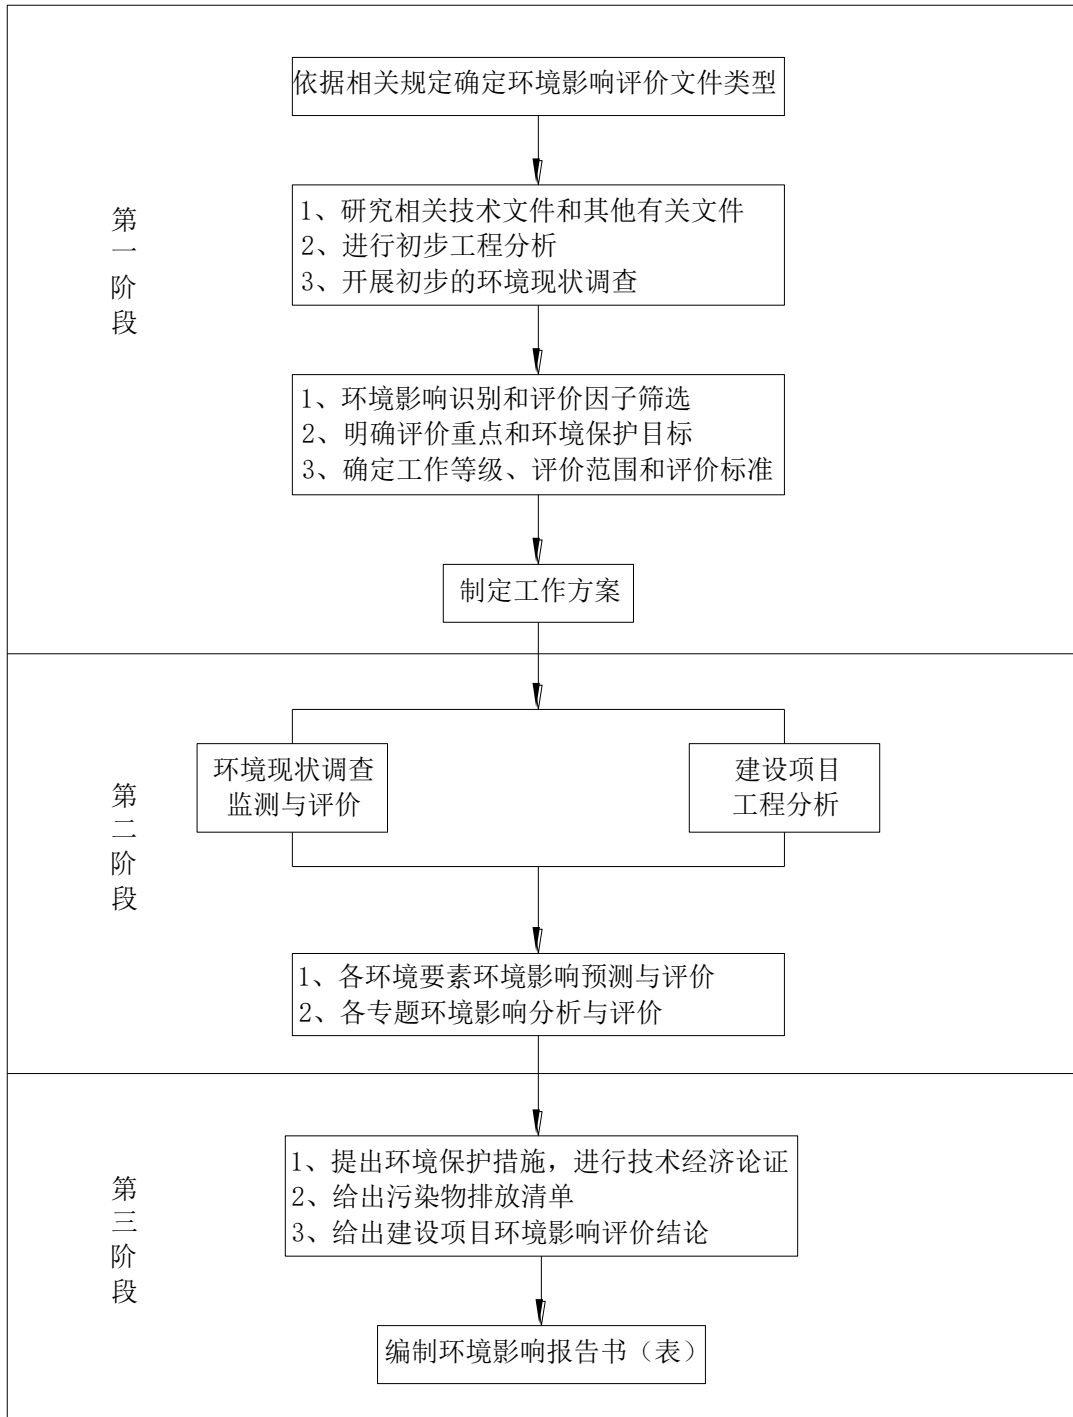 依据相关规定确定环境影响评价文件类型
第一阶段
1、研究相关技术文件和其他有关文件
2、进行初步工程分析
3、开展初步的环境现状调查
1、环境影响识别和评价因子筛选
2、明确评价重点和环境保护目标
3、确定工作等级、评价范围和评价标准
制定工作方案
第二阶段
环境现状调查
监测与评价
建设项目
工程分析
1、各环境要素环境影响预测与评价
2、各专题环境影响分析与评价
第三阶段
1、提出环境保护措施，进行技术经济论证
2、给出污染物排放清单
3、给出建设项目环境影响评价结论
编制环境影响报告书（表）